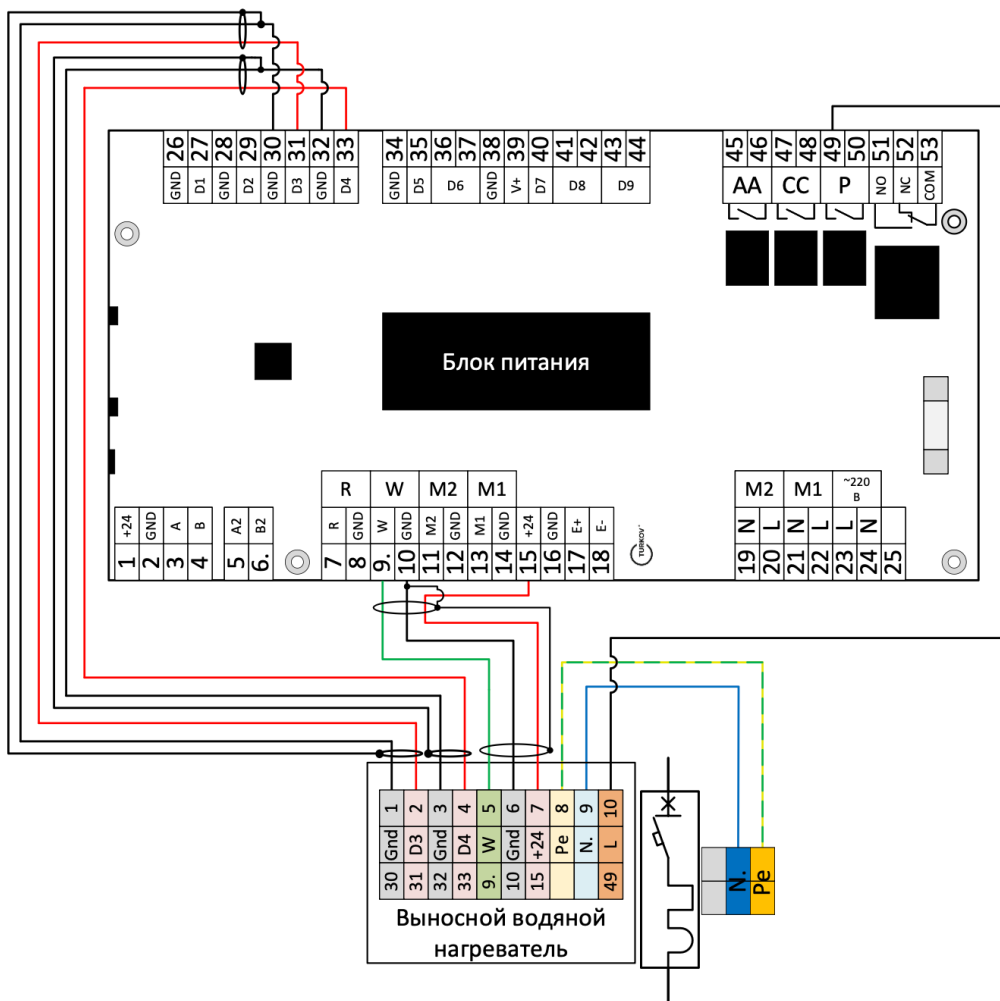 26 27 28 29 30 31 32 33 34 35 36 37 38 39 40 41 42 43 44 45 46 47 48 49 50 51 52 53
GND D1 GND D2 GND D3 GND D4 GND D5 D6 GND V+ D7 D8 D9 AA CC P NO NC COM
Блок питания
R W M2 M1 M2 M1 ~220
В
+24 GND A B A2 B2 R GND W GND M2 GND M1 GND +24 GND E+ E- TURKOV N L N L L N
1 2 3 4 5 6. 7 8 9. 10 11 12 13 14 15 16 17 18 19 20 21 22 23 24 25
1 2 3 4 5 6 7 8 9 10
Gnd D3 Gnd D4 W Gnd +24 Pe N. L
30 31 32 33 9. 10 15 49
N. Pe
Выносной водяной
нагреватель